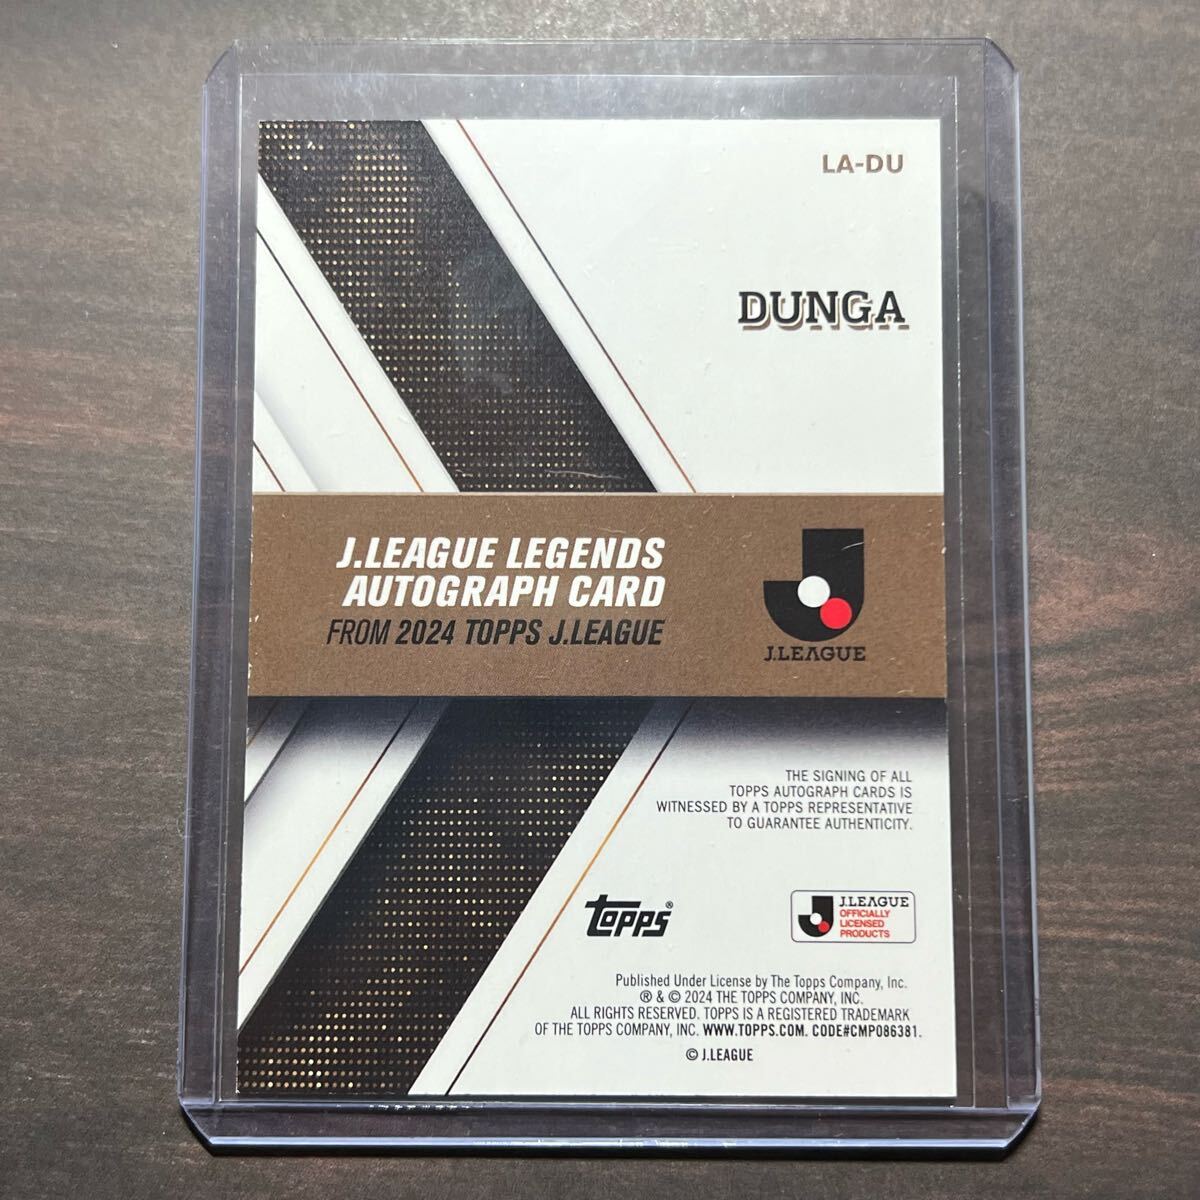 LA-DU
DUNGA
J.LEAGUE LEGENDS
AUTOGRAPH CARD
FROM 2024 TOPPS J.LEAGUE
J.LEAGUE
THE SIGNING OF ALL
TOPPS AUTOGRAPH CARDS IS
WITNESSED BY A TOPPS REPRESENTATIVE
TO GUARANTEE AUTHENTICITY.
topps®
J.LEAGUE
OFFICIALLY
LICENSED
PRODUCTS
Published Under License by The Topps Company, Inc.
® & © 2024 THE TOPPS COMPANY, INC.
ALL RIGHTS RESERVED. TOPPS IS A REGISTERED TRADEMARK
OF THE TOPPS COMPANY, INC. WWW.TOPPS.COM. CODE#CMP086381.
© J.LEAGUE